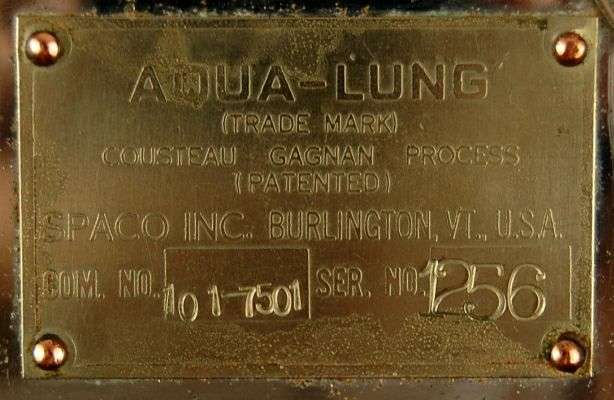 AQUA-LUNG
(TRADE MARK)
COUSTEAU GAGNAN PROCESS
(PATENTED)
SPACO INC. BURLINGTON, VT., U.S.A.
COM. NO. 101-7501 SER. NO. 1256